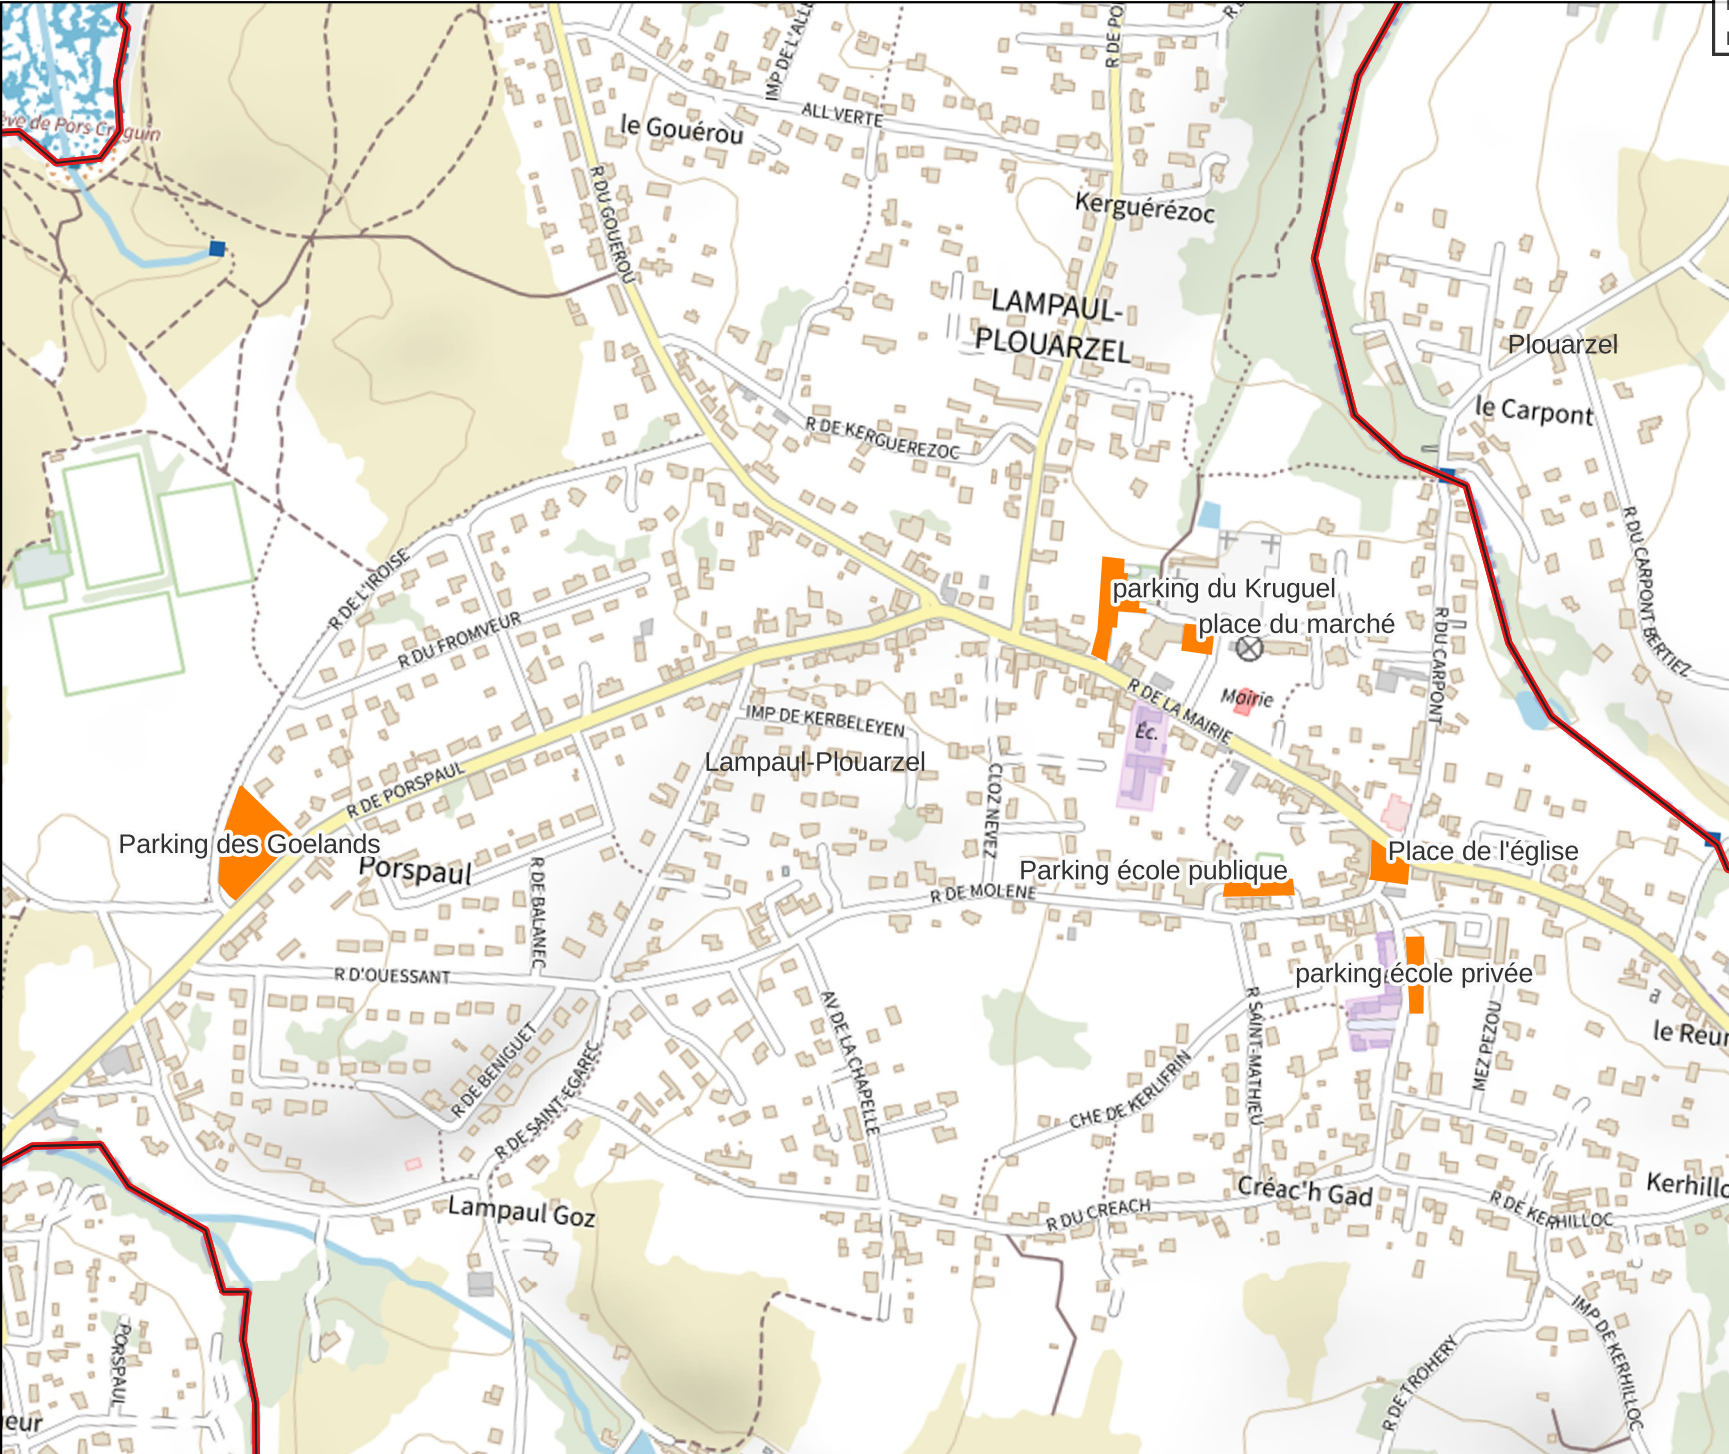 IMP DE L'ALL
R DE PO
ève de Pors Croguin
le Gouérou
ALL VERTE
R DU GOUEROU
Kerguérézoc
LAMPAUL-
PLOUARZEL
Plouarzel
le Carpont
R DE KERGUEREZOC
R DU CARPONT BERTIEZ
R DE L'IROISE
R DU FROMVEUR
parking du Kruguel
place du marché
R DU CARPONT
Mairie
R DE LA MAIRIE
Éc.
IMP DE KERBELEYEN
Lampaul-Plouarzel
CLOZ NEVEZ
R DE PORSPAUL
Parking des Goelands
Porspaul
Place de l'église
Parking école publique
R DE MOLENE
R DE BALANEC
R D'OUESSANT
parking école privée
R SAINT-MATHIEU
MEZ PEZOU
le Reun
AV DE LA CHAPELLE
R DE BENIGUET
R DE SAINT-EGAREC
CHE DE KERLIFRIN
Créac'h Gad
R DU CREACH
Lampaul Goz
R DE KERHILLOC
Kerhillo
IMP DE KERHILLOC
R DE TROHERY
PORSPAUL
eur